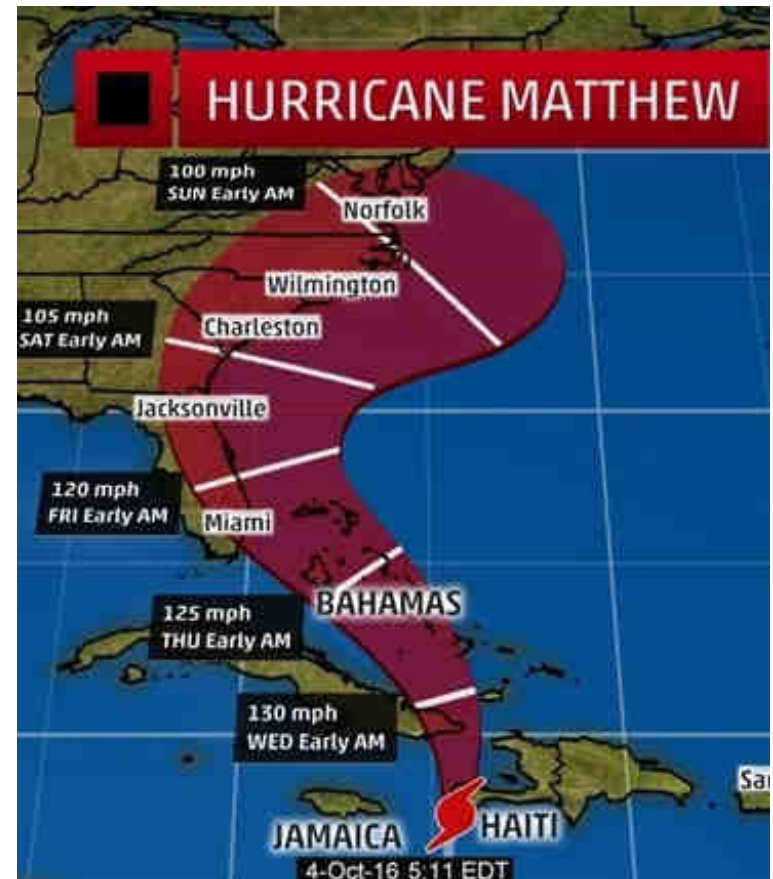 HURRICANE MATTHEW
100 mph
SUN Early AM
Norfolk
Wilmington
105 mph
SAT Early AM
Charleston
Jacksonville
120 mph
FRI Early AM
Miami
BAHAMAS
125 mph
THU Early AM
130 mph
WED Early AM
JAMAICA
HAITI
4-Oct-16 5:11 EDT